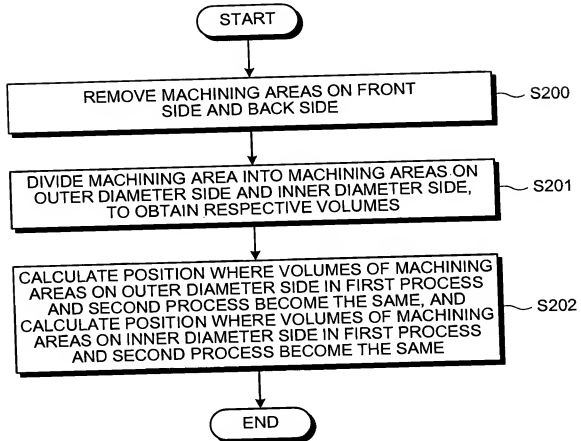 START
REMOVE MACHINING AREAS ON FRONT
SIDE AND BACK SIDE
S200
DIVIDE MACHINING AREA INTO MACHINING AREAS ON
OUTER DIAMETER SIDE AND INNER DIAMETER SIDE,
TO OBTAIN RESPECTIVE VOLUMES
S201
CALCULATE POSITION WHERE VOLUMES OF MACHINING
AREAS ON OUTER DIAMETER SIDE IN FIRST PROCESS
AND SECOND PROCESS BECOME THE SAME, AND
CALCULATE POSITION WHERE VOLUMES OF MACHINING
AREAS ON INNER DIAMETER SIDE IN FIRST PROCESS
AND SECOND PROCESS BECOME THE SAME
S202
END